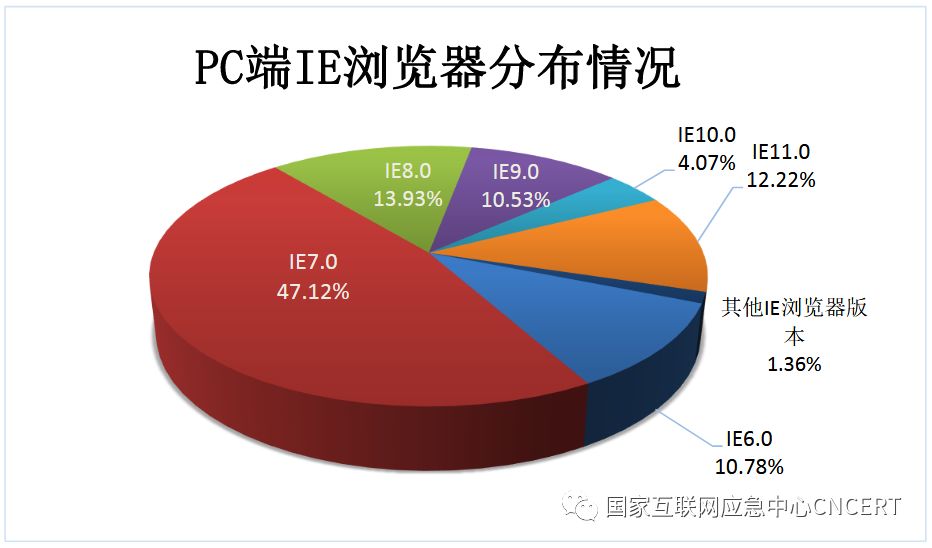 PC端IE浏览器分布情况
IE10.0
4.07%
IE11.0
12.22%
IE8.0
13.93%
IE9.0
10.53%
IE7.0
47.12%
其他IE浏览器版
本
1.36%
IE6.0
10.78%
国家互联网应急中心CNCERT